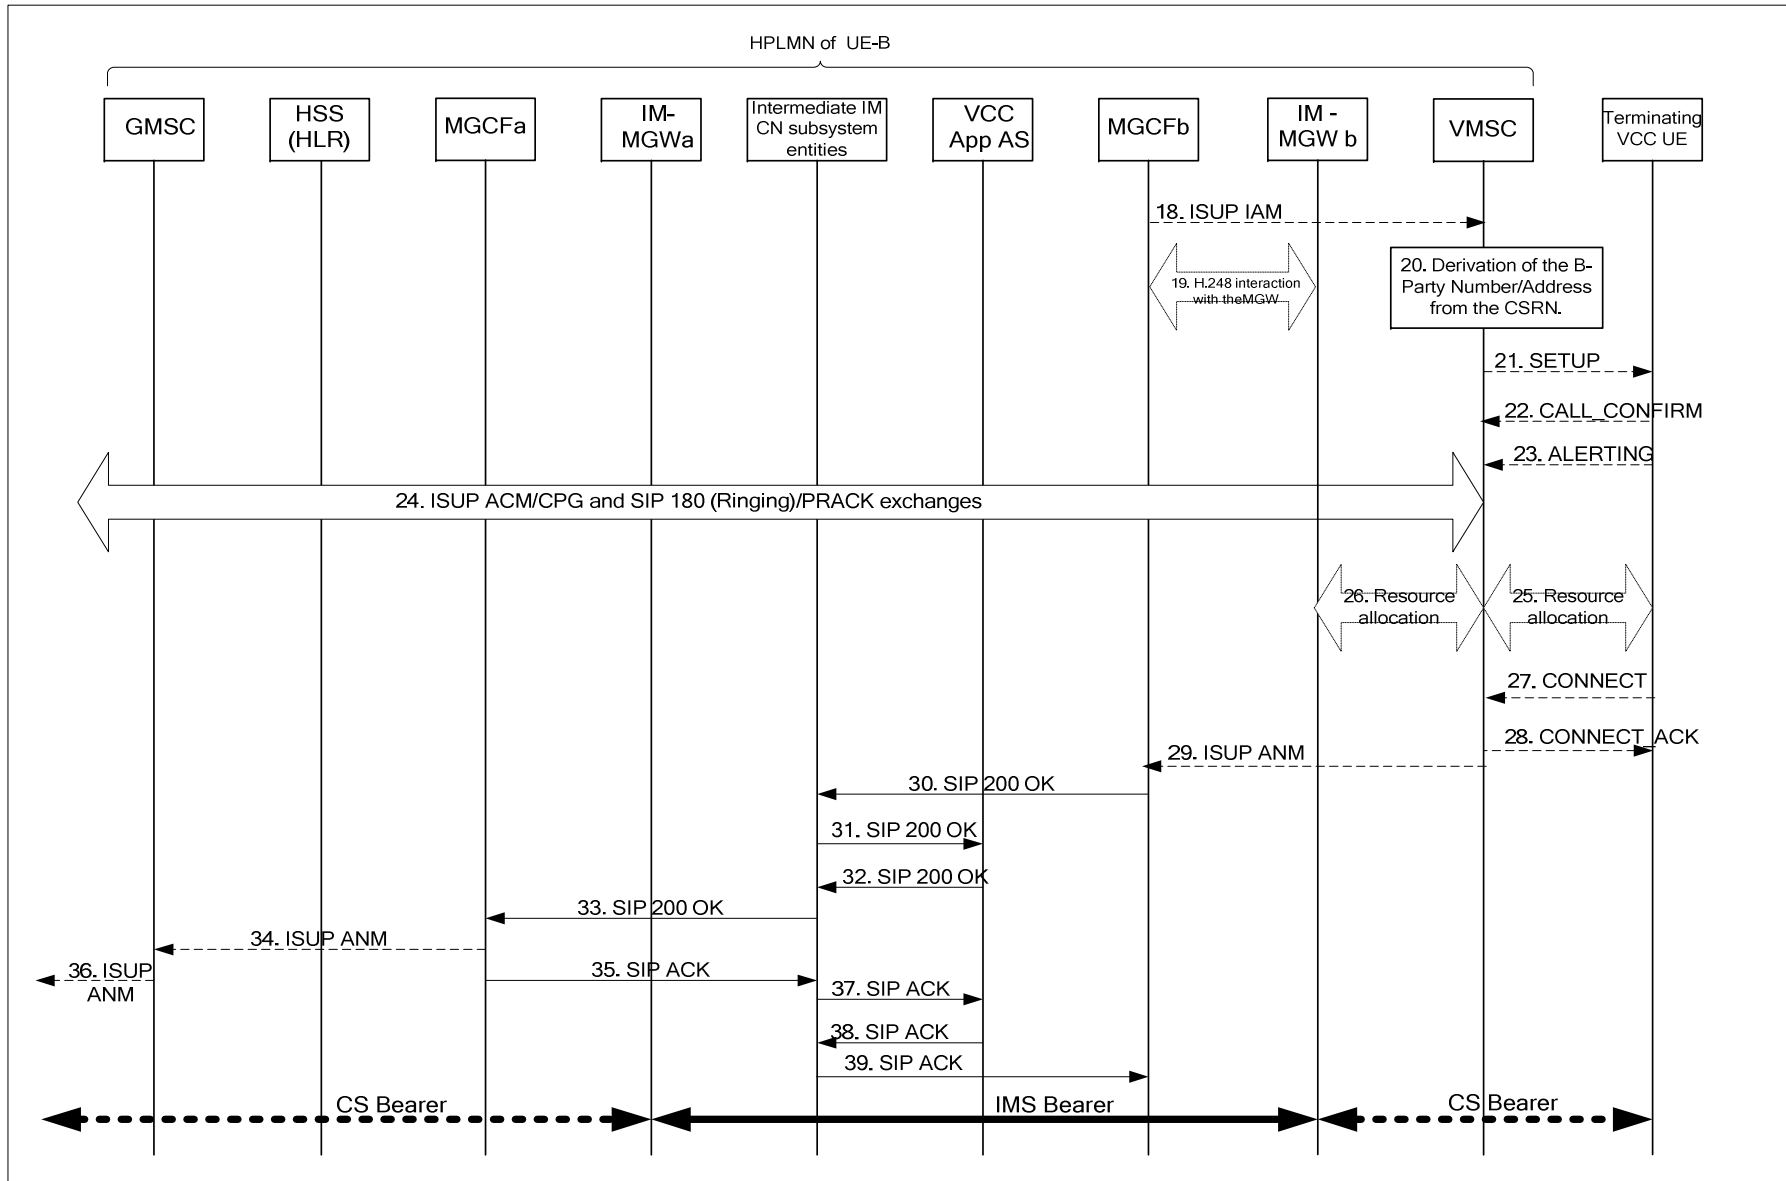 HPLMN of UE-B
GMSC
HSS
(HLR)
MGCFa
IM-
MGWa
Intermediate IM
CN subsystem
entities
VCC
App AS
MGCFb
IM -
MGW b
VMSC
Terminating
VCC UE
18. ISUP IAM
19. H.248 interaction
with theMGW
20. Derivation of the B-
Party Number/Address
from the CSRN.
21. SETUP
22. CALL_CONFIRM
23. ALERTING
24. ISUP ACM/CPG and SIP 180 (Ringing)/PRACK exchanges
26. Resource
allocation
25. Resource
allocation
27. CONNECT
28. CONNECT_ACK
29. ISUP ANM
30. SIP 200 OK
31. SIP 200 OK
32. SIP 200 OK
33. SIP 200 OK
34. ISUP ANM
36. ISUP
ANM
35. SIP ACK
37. SIP ACK
38. SIP ACK
39. SIP ACK
CS Bearer
IMS Bearer
CS Bearer